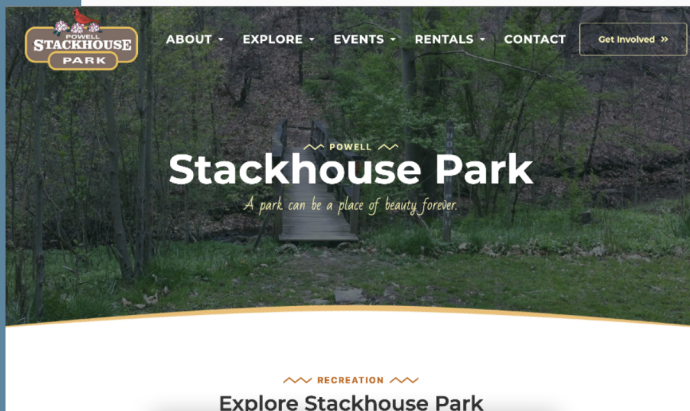 POWELL
STACKHOUSE
PARK
ABOUT EXPLORE EVENTS RENTALS CONTACT Get Involved »
POWELL
Stackhouse Park
A park can be a place of beauty forever.
RECREATION
Explore Stackhouse Park